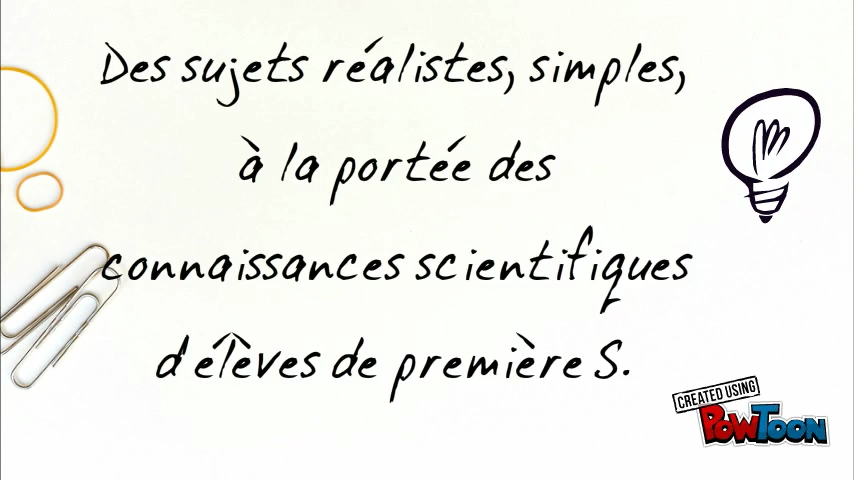 Des sujets réalistes, simples,
à la portée des
connaissances scientifiques
d'élèves de première S.
CREATED USING
POWTOON